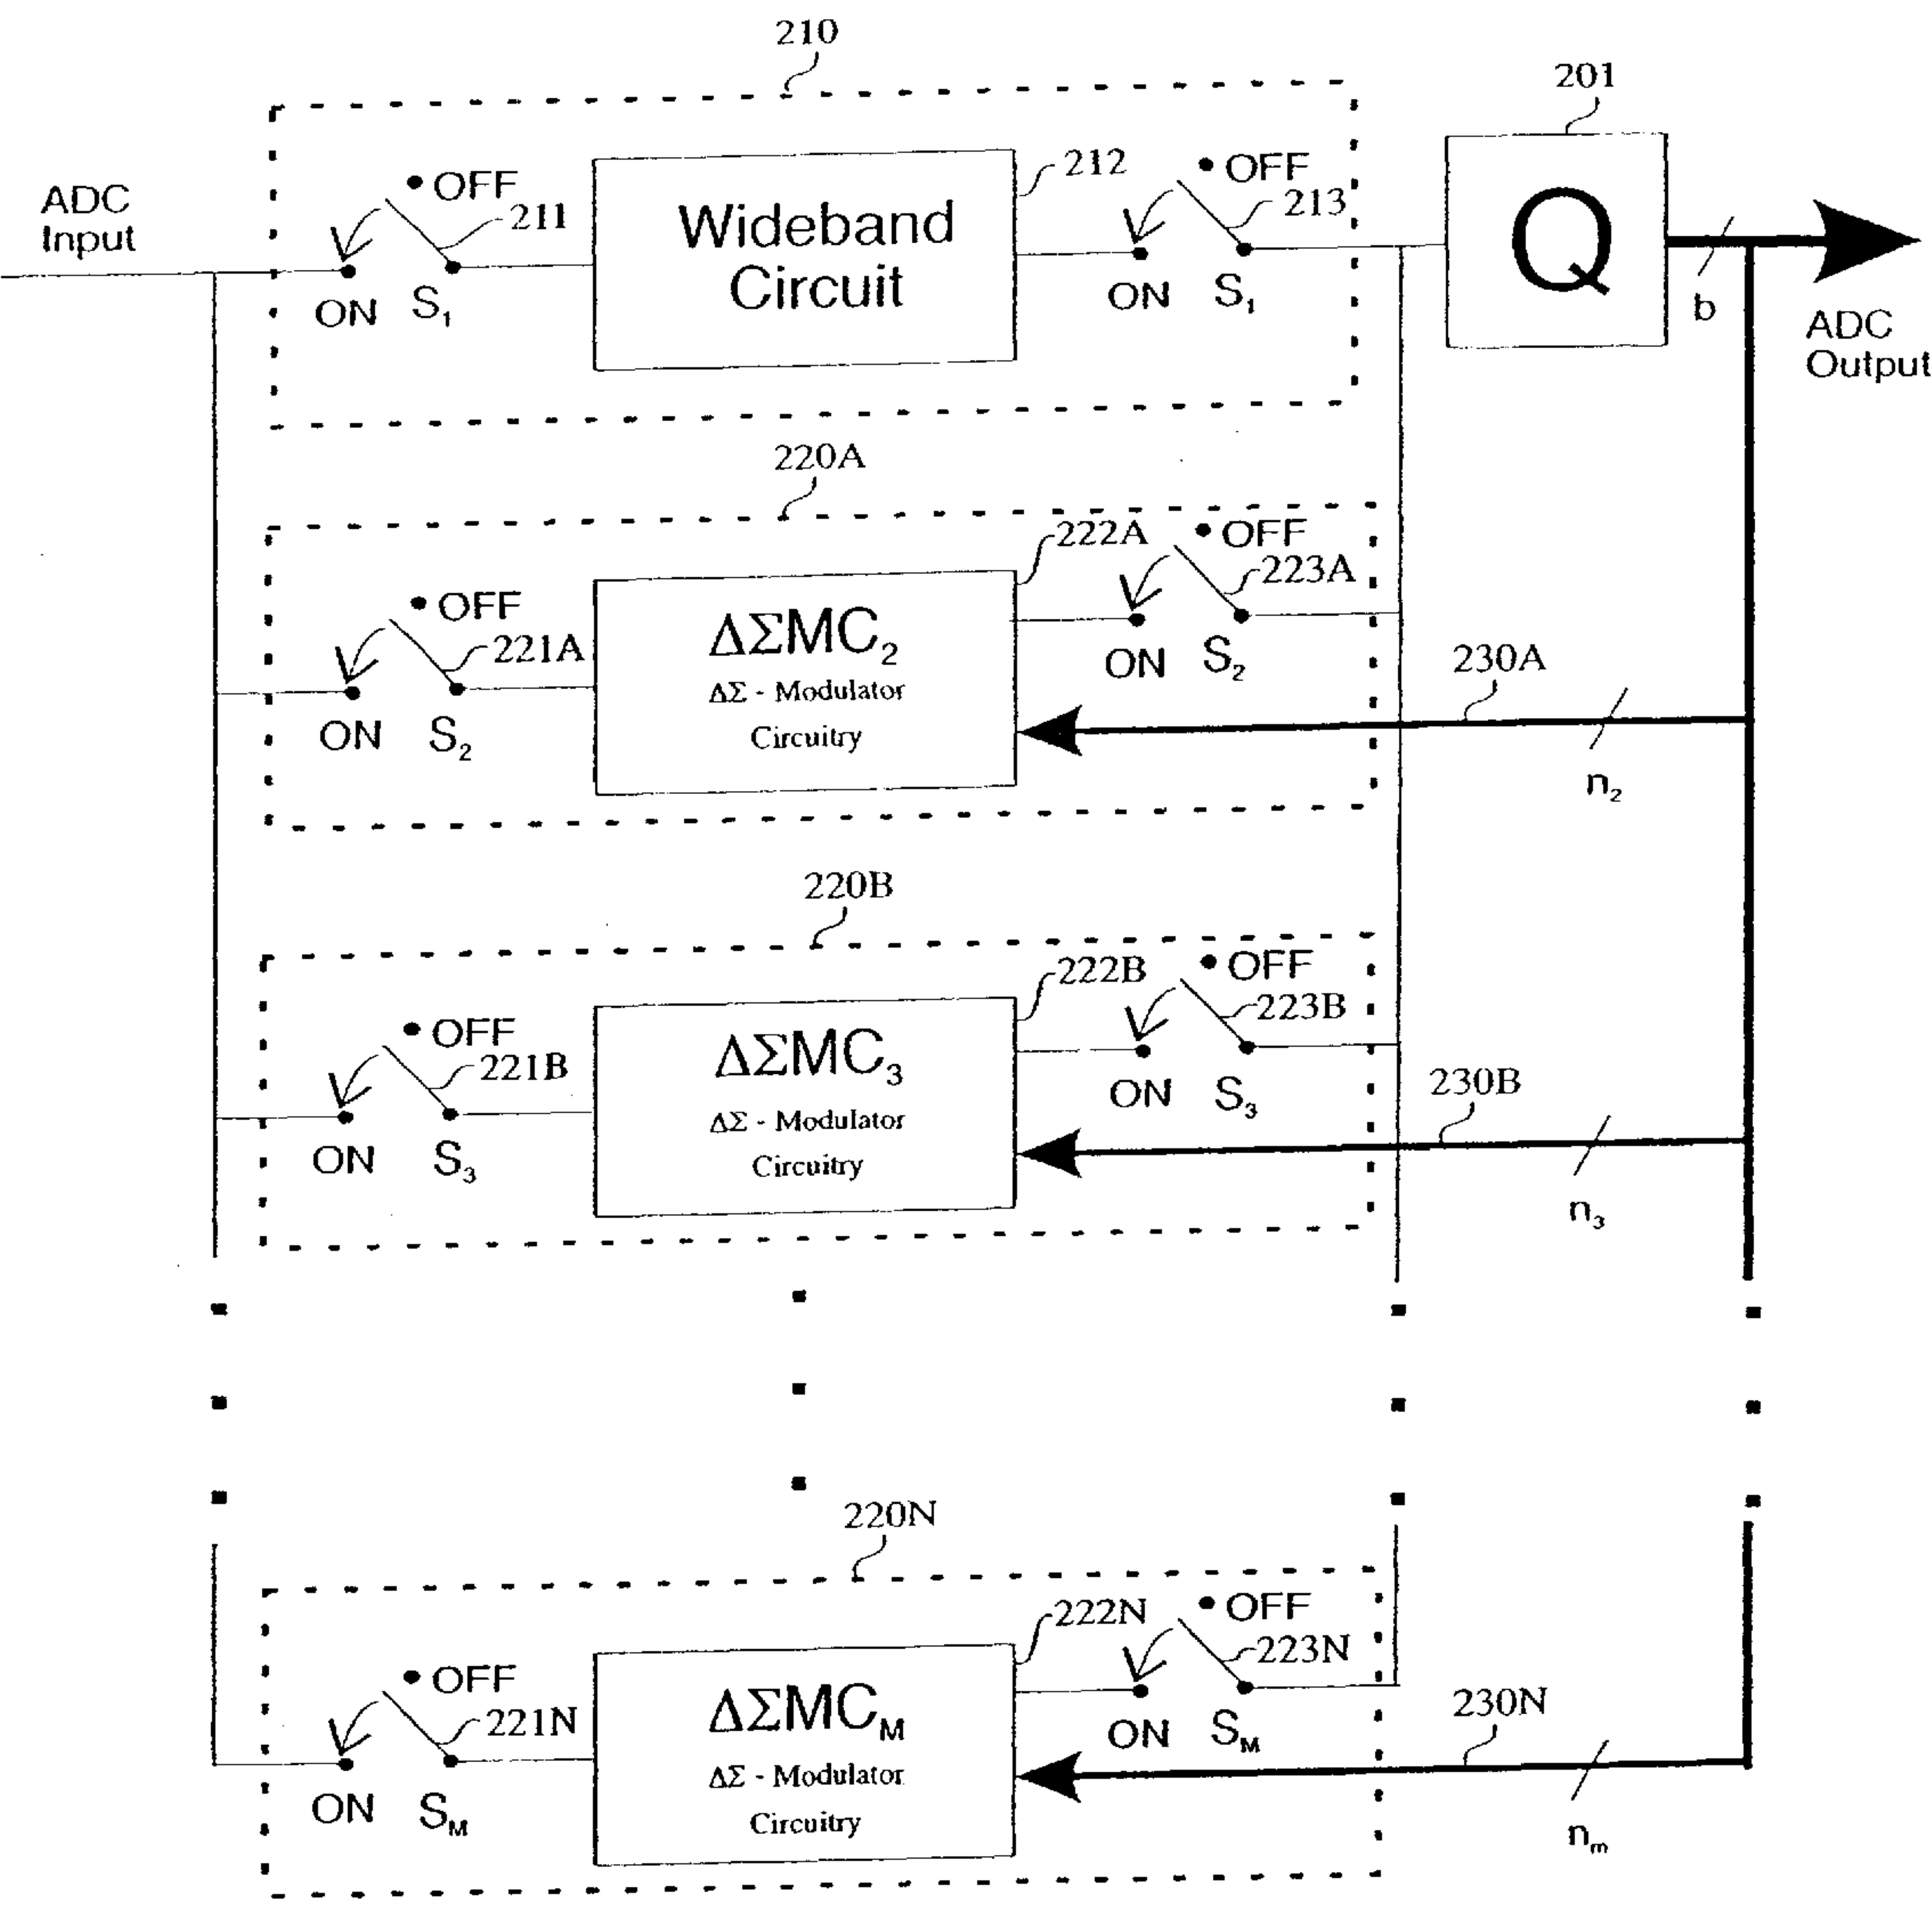 210
201
ADC
Input
OFF
211
ON S₁
Wideband
Circuit
212
OFF
213
ON S₁
Q
b
ADC
Output
220A
OFF
221A
ON S₂
ΔΣMC₂
ΔΣ - Modulator
Circuitry
222A
OFF
223A
ON S₂
230A
n₂
220B
OFF
221B
ON S₃
ΔΣMC₃
ΔΣ - Modulator
Circuitry
222B
OFF
223B
ON S₃
230B
n₃
220N
OFF
221N
ON Sᴍ
ΔΣMCᴍ
ΔΣ - Modulator
Circuitry
222N
OFF
223N
ON Sᴍ
230N
nₘ